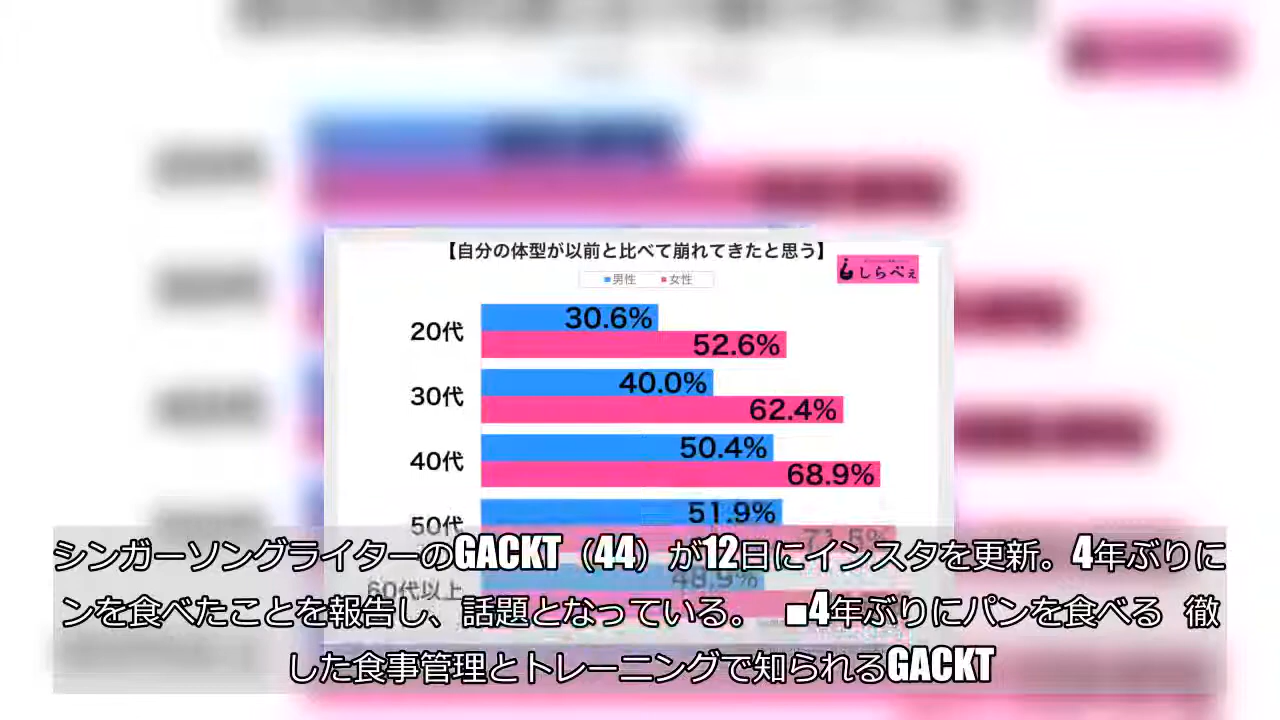 【自分の体型が以前と比べて崩れてきたと思う】
しらべぇ
男性 女性
20代 30.6% 52.6%
30代 40.0% 62.4%
40代 50.4% 68.9%
50代 51.9% 71.5%
60代以上 48.9%
シンガーソングライターのGACKT（44）が12日にインスタを更新。4年ぶりに
ンを食べたことを報告し、話題となっている。 ■4年ぶりにパンを食べる 徹
した食事管理とトレーニングで知られるGACKT